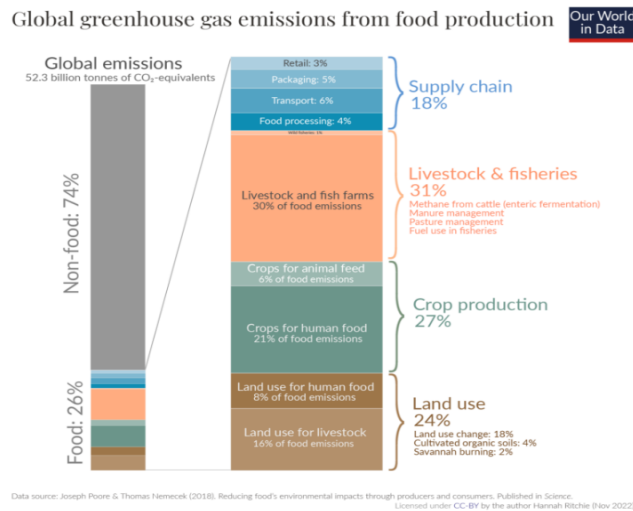 Global greenhouse gas emissions from food production
Our World
in Data
Global emissions
52.3 billion tonnes of CO₂-equivalents
Non-food: 74%
Food: 26%
Retail: 3%
Packaging: 5%
Transport: 6%
Food processing: 4%
Livestock and fish farms
30% of food emissions
Crops for animal feed
6% of food emissions
Crops for human food
21% of food emissions
Land use for human food
8% of food emissions
Land use for livestock
16% of food emissions
Supply chain
18%
Livestock & fisheries
31%
Methane from cattle (enteric fermentation)
Manure management
Pasture management
Fuel use in fisheries
Crop production
27%
Land use
24%
Land use change: 18%
Cultivated organic soils: 4%
Savannah burning: 2%
Data source: Joseph Poore & Thomas Nemecek (2018). Reducing food's environmental impacts through producers and consumers. Published in Science.
Licensed under CC-BY by the author Hannah Ritchie (Nov 2022)